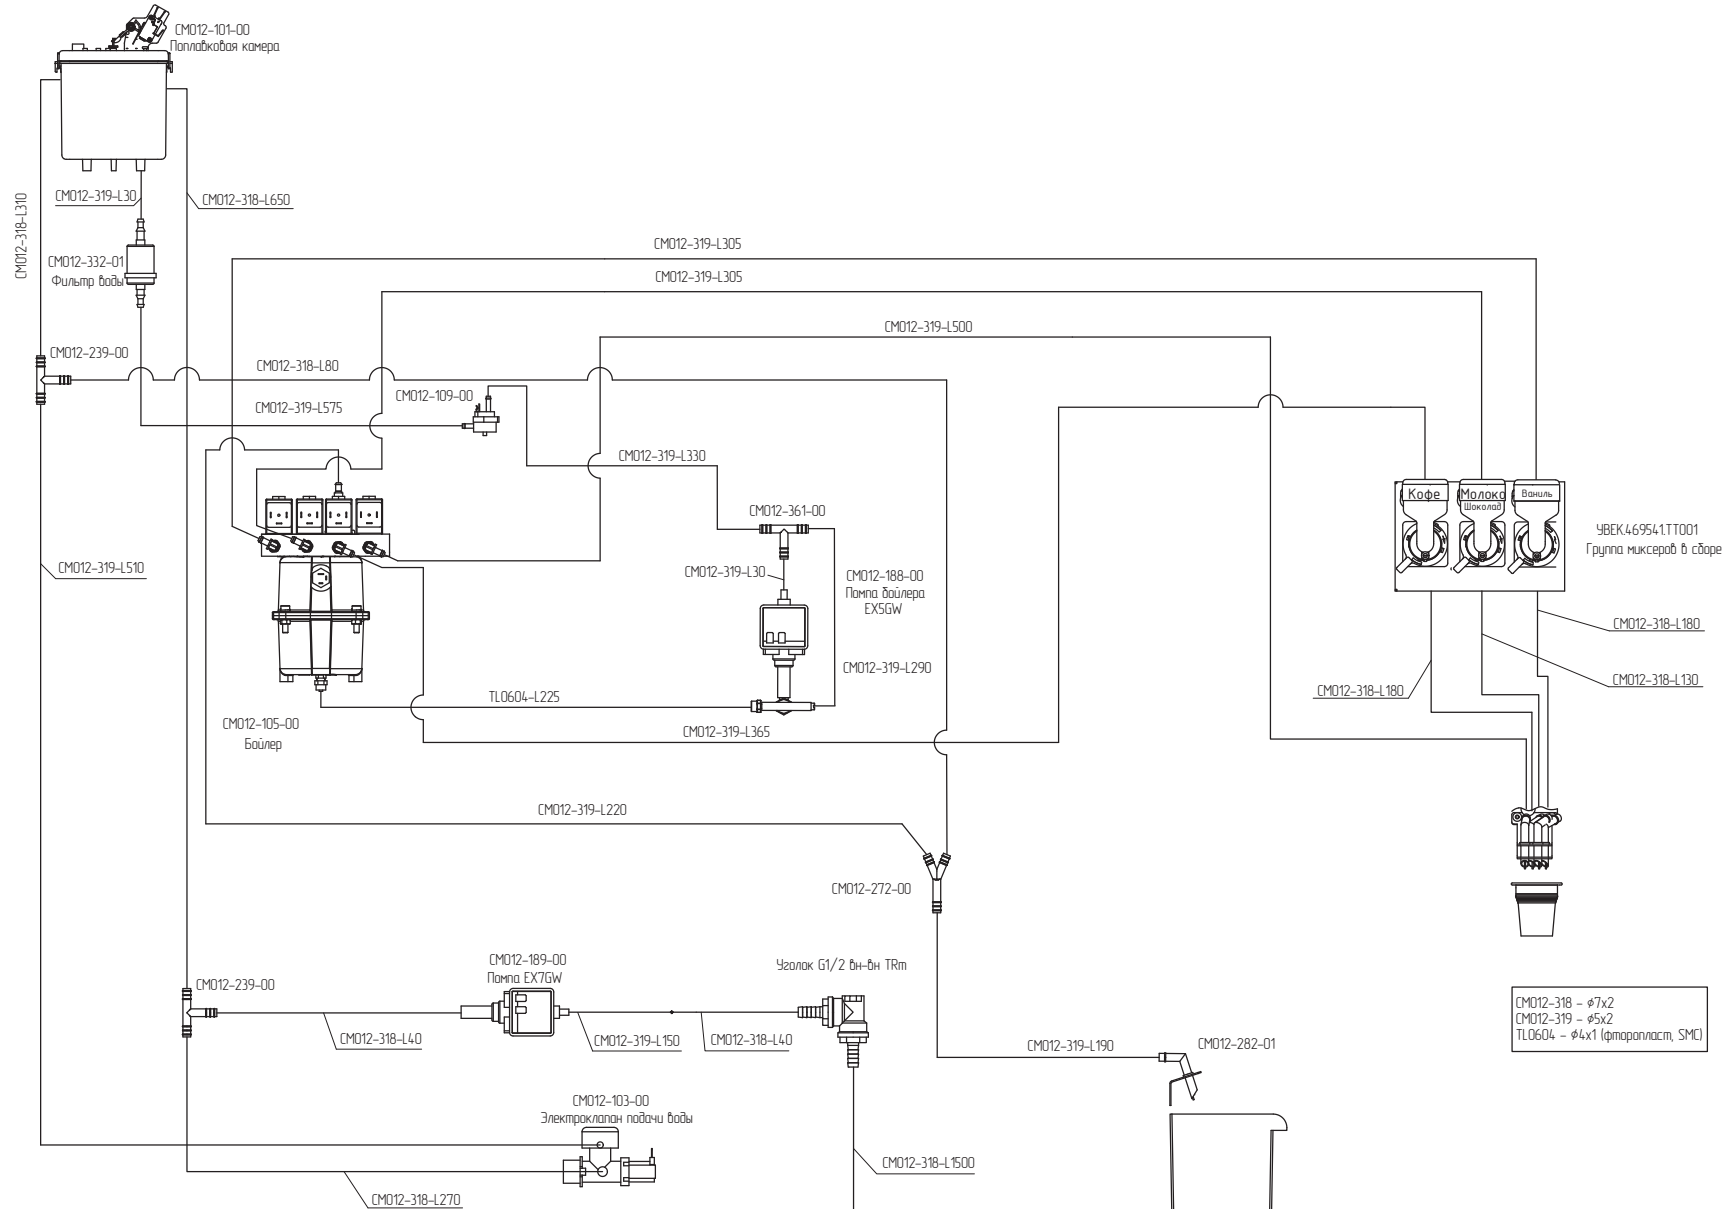 СМ012-101-00
Поплавковая камера
СМ012-318-L310
СМ012-319-L30
СМ012-318-L650
СМ012-332-01
Фильтр воды
СМ012-319-L305
СМ012-319-L305
СМ012-319-L500
СМ012-239-00
СМ012-318-L80
СМ012-109-00
СМ012-319-L575
СМ012-319-L330
Кофе
Молоко
Шоколад
Ваниль
СМ012-361-00
УВЕК.469541.ТТ001
Группа миксеров в сборе
СМ012-319-L510
СМ012-319-L30
СМ012-188-00
Помпа бойлера
EX5GW
СМ012-318-L180
СМ012-319-L290
СМ012-318-L180
СМ012-318-L130
TL0604-L225
СМ012-105-00
Бойлер
СМ012-319-L365
СМ012-319-L220
СМ012-272-00
СМ012-239-00
СМ012-189-00
Помпа EX7GW
Уголок G1/2 вн-вн TRm
СМ012-318-L40
СМ012-319-L150
СМ012-318-L40
СМ012-319-L190
СМ012-282-01
СМ012-318 - ⌀7х2
СМ012-319 - ⌀5х2
TL0604 - ⌀4х1 (фторопласт, SMC)
СМ012-103-00
Электроклапан подачи воды
СМ012-318-L1500
СМ012-318-L270